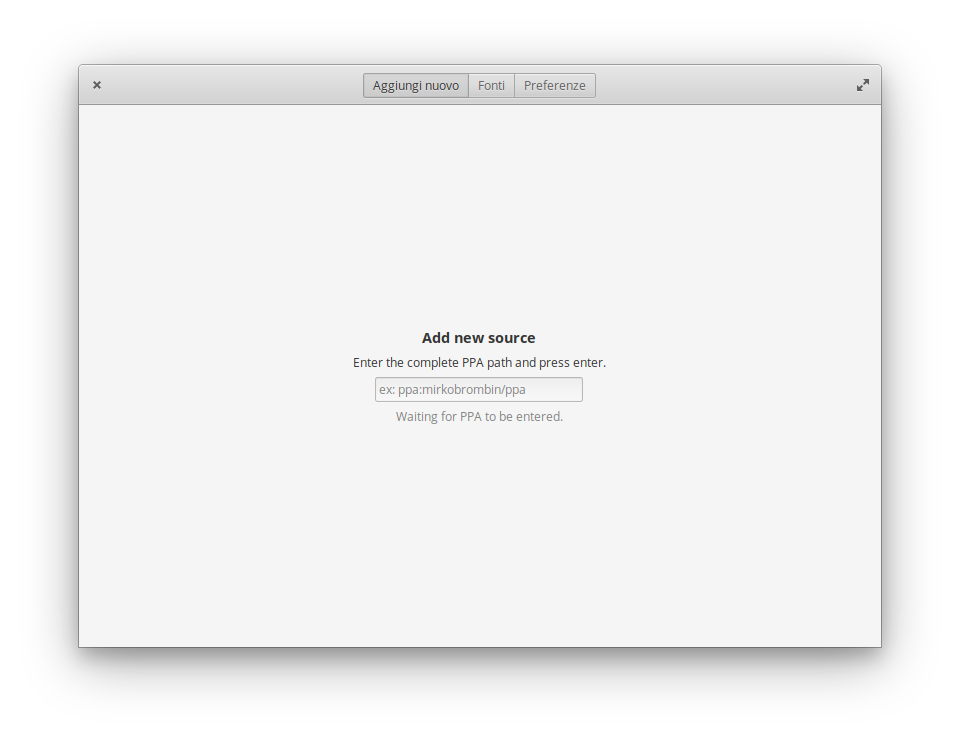 Aggiungi nuovo Fonti Preferenze
Add new source
Enter the complete PPA path and press enter.
ex: ppa:mirkobrombin/ppa
Waiting for PPA to be entered.